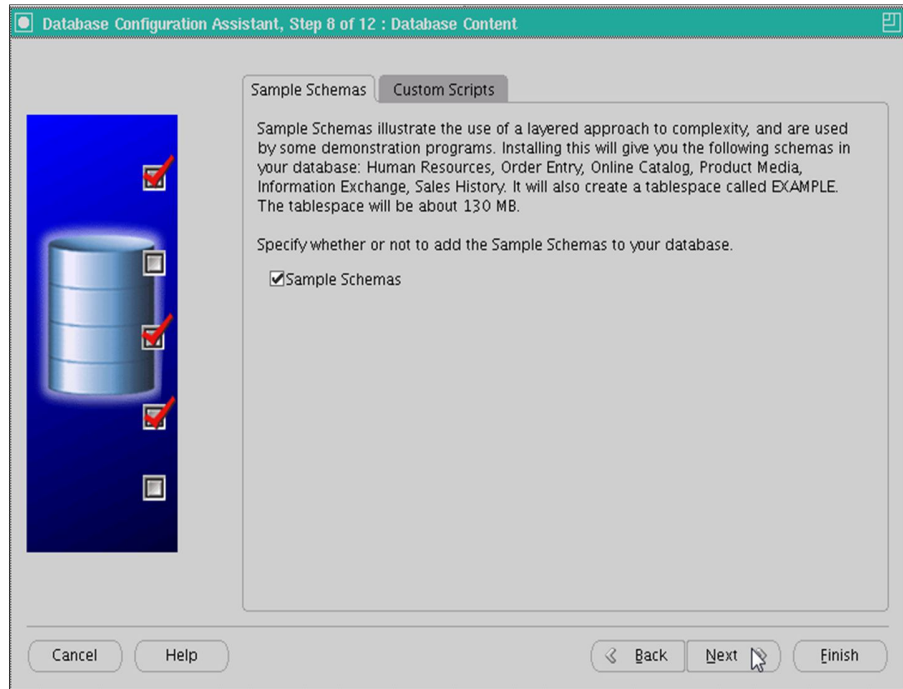 Database Configuration Assistant, Step 8 of 12 : Database Content
Sample Schemas
Custom Scripts
Sample Schemas illustrate the use of a layered approach to complexity, and are used
by some demonstration programs. Installing this will give you the following schemas in
your database: Human Resources, Order Entry, Online Catalog, Product Media,
Information Exchange, Sales History. It will also create a tablespace called EXAMPLE.
The tablespace will be about 130 MB.
Specify whether or not to add the Sample Schemas to your database.
Sample Schemas
Cancel
Help
Back
Next
Finish